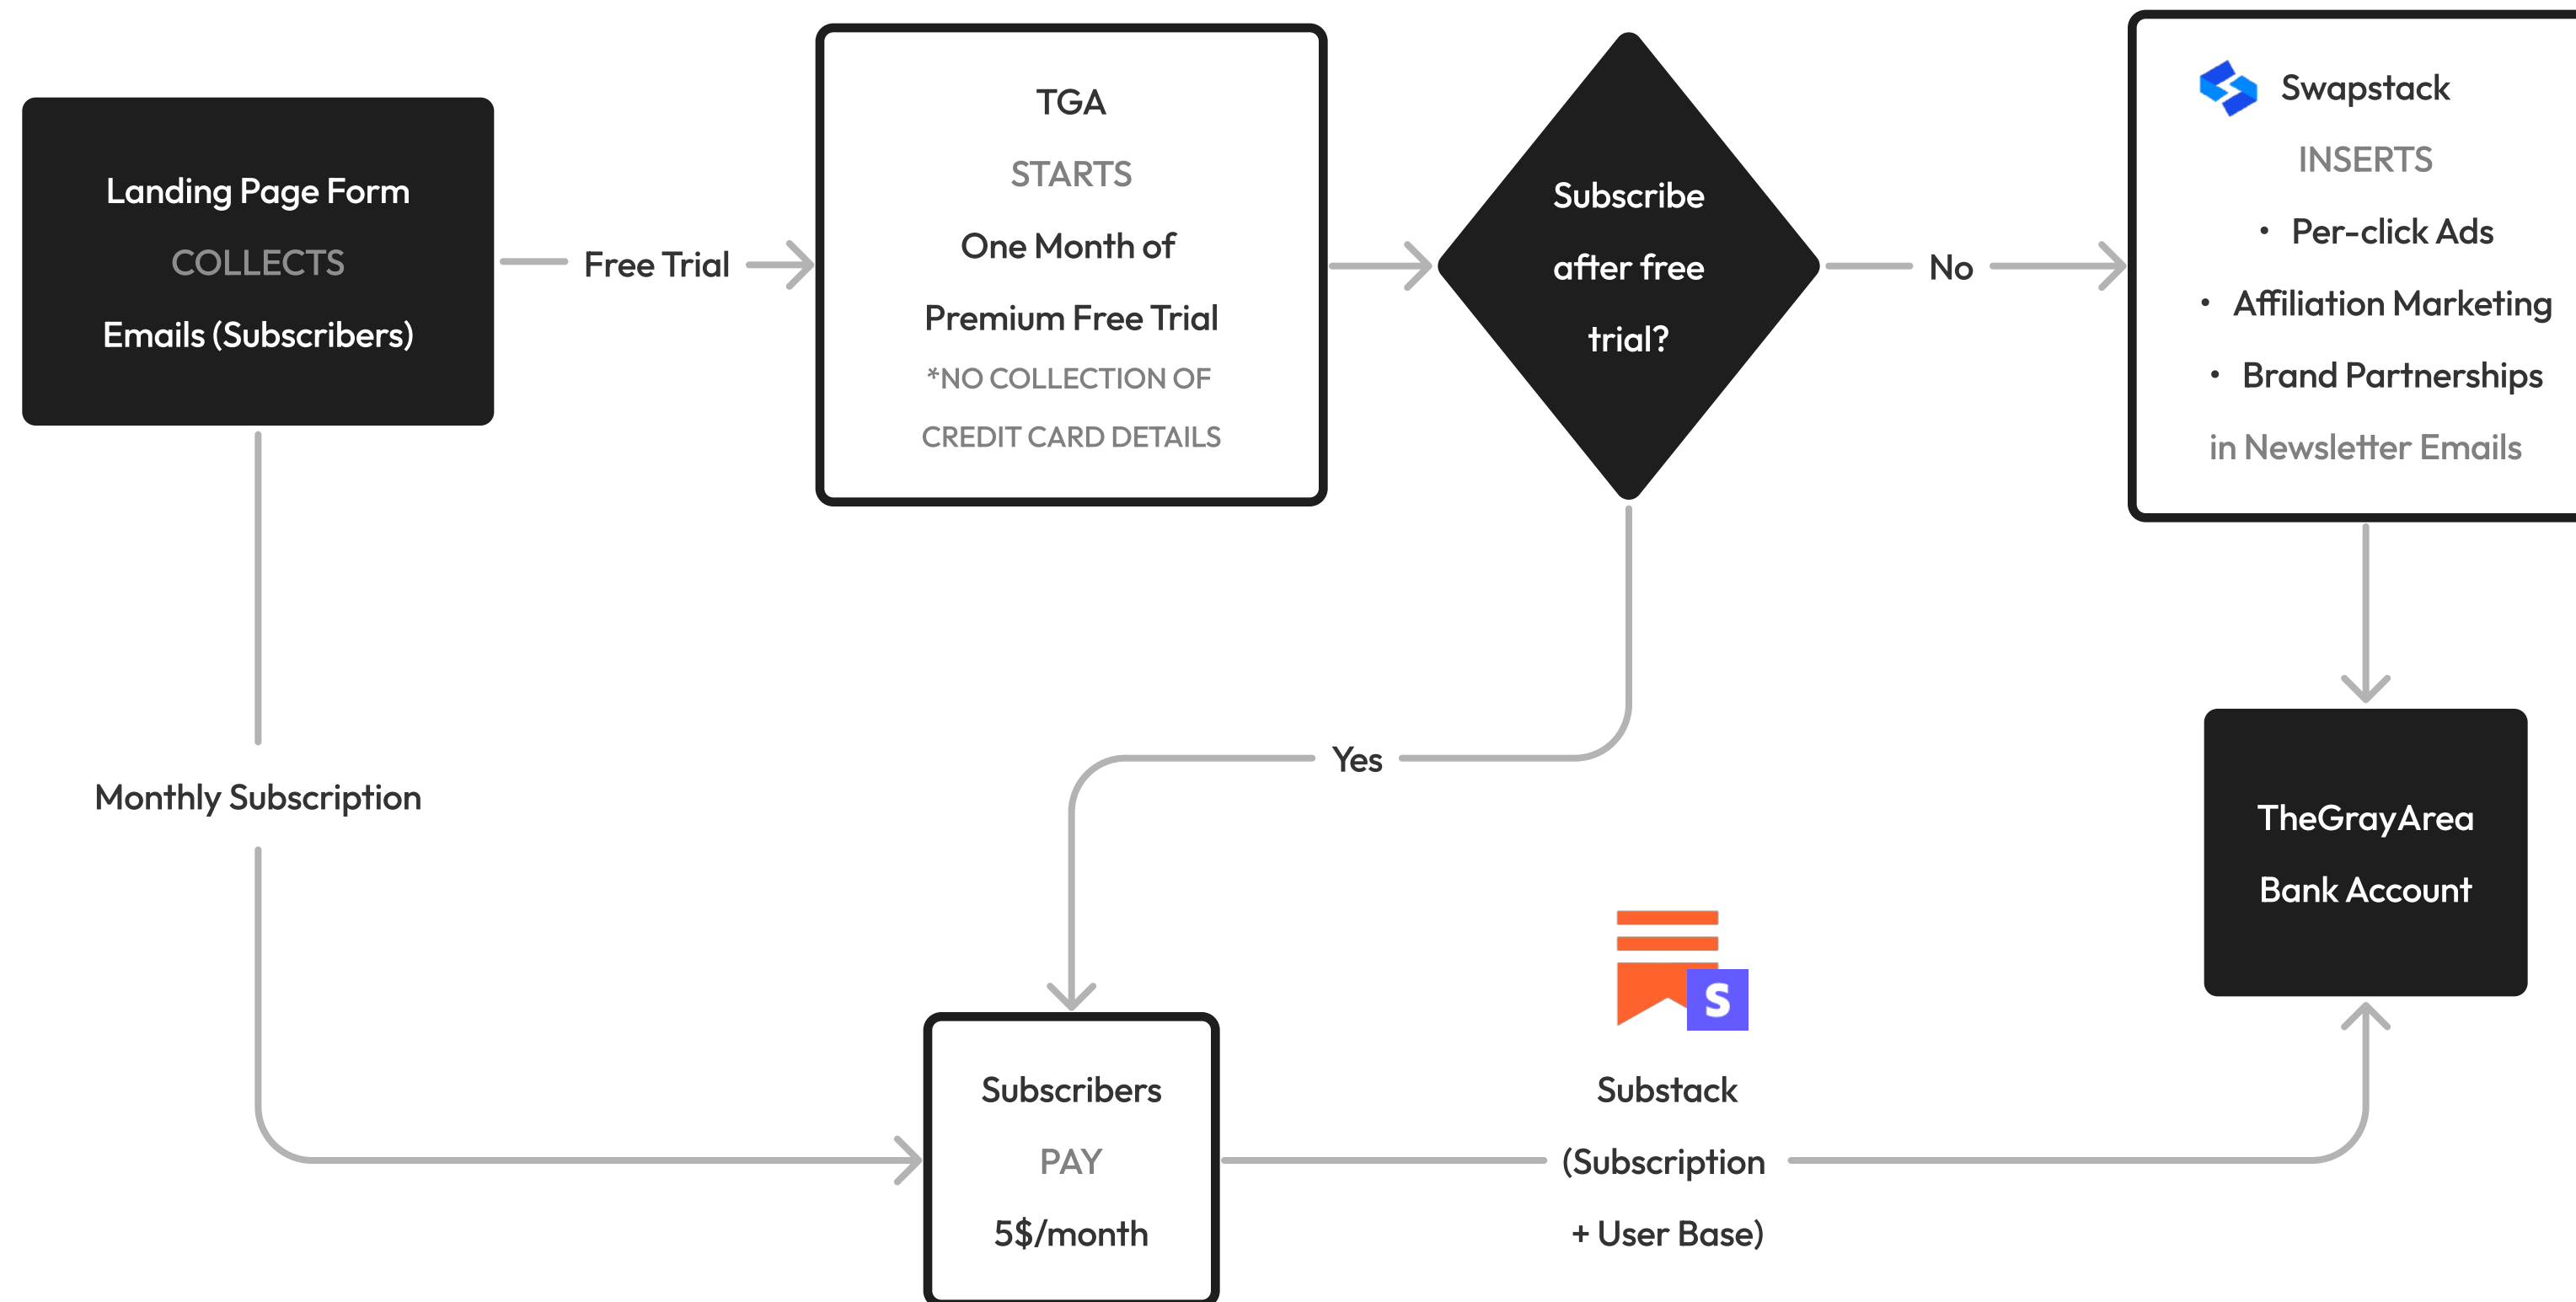 Landing Page Form
COLLECTS
Emails (Subscribers)
Free Trial
TGA
STARTS
One Month of
Premium Free Trial
*NO COLLECTION OF
CREDIT CARD DETAILS
Subscribe
after free
trial?
No
Swapstack
INSERTS
• Per-click Ads
• Affiliation Marketing
• Brand Partnerships
in Newsletter Emails
Monthly Subscription
Yes
TheGrayArea
Bank Account
S
Subscribers
PAY
5$/month
Substack
(Subscription
+ User Base)